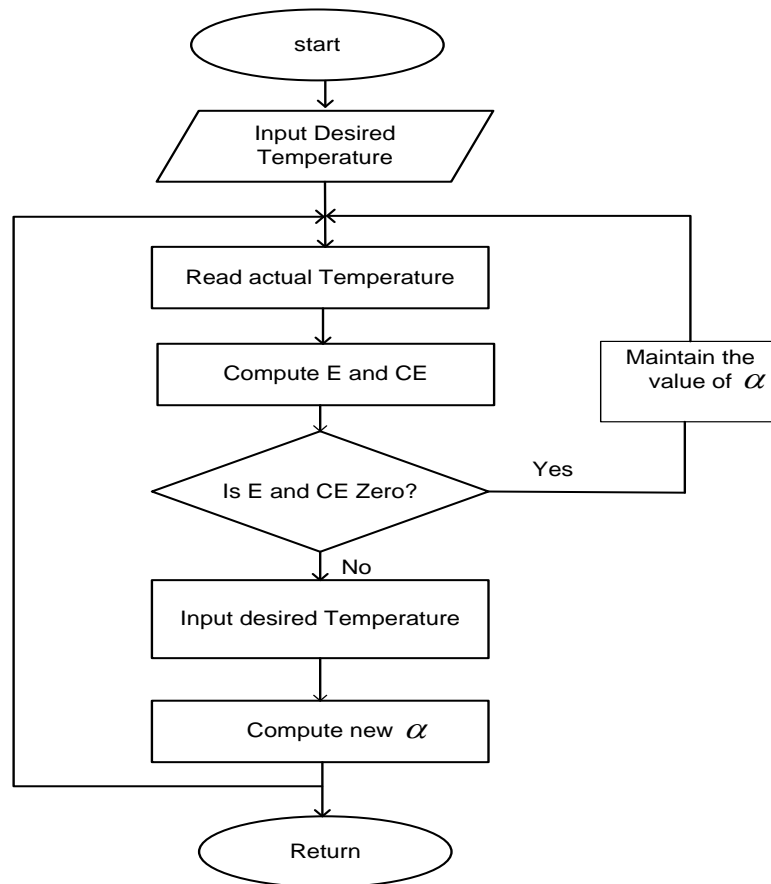 start
Input Desired
Temperature
Read actual Temperature
Compute E and CE
Maintain the
value of α
Is E and CE Zero?
Yes
No
Input desired Temperature
Compute new α
Return